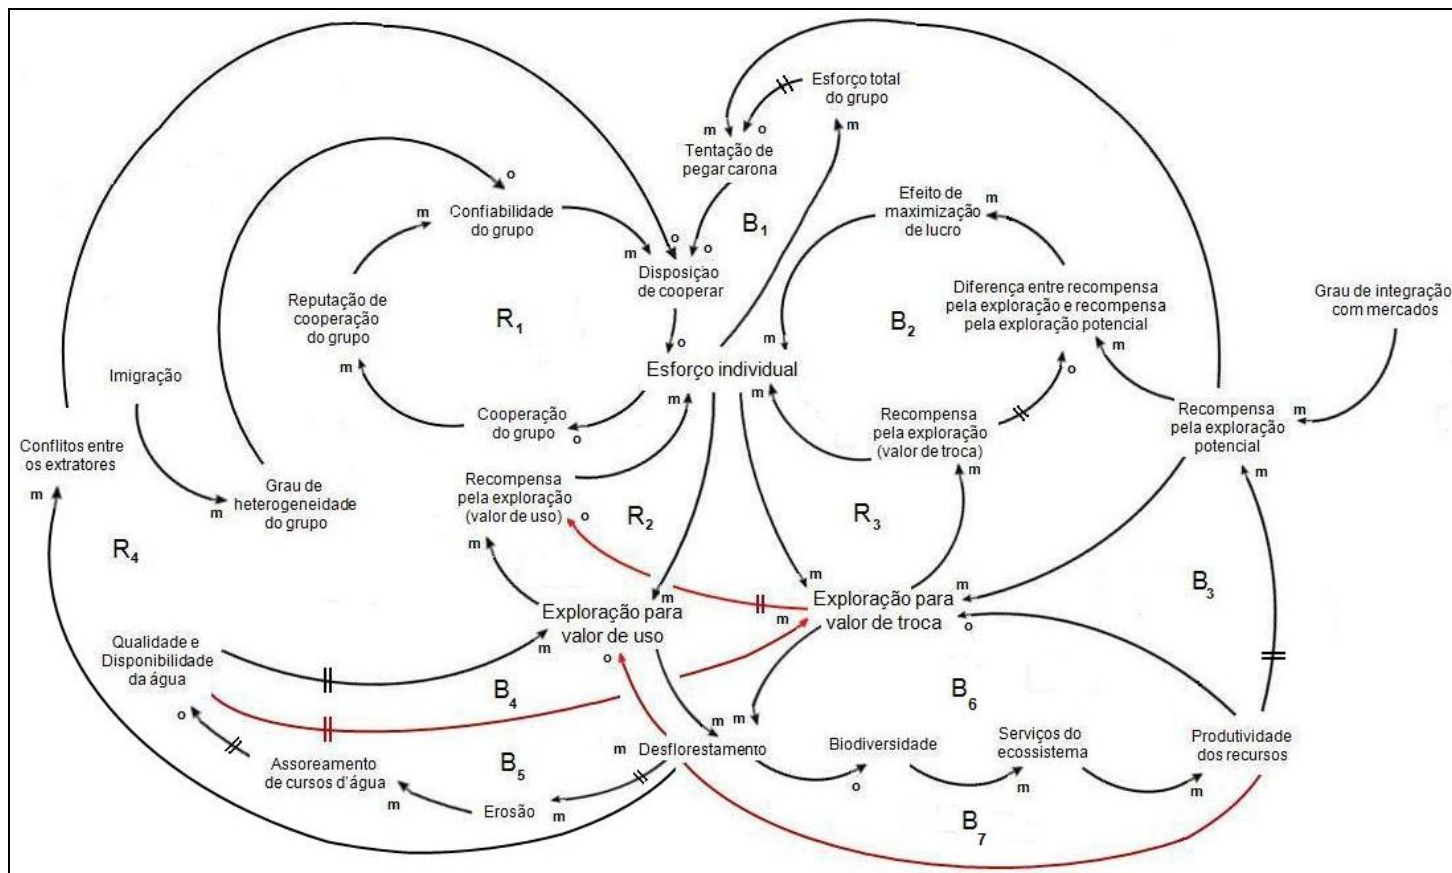 Esforço total
do grupo
m
o
m
Tentação de
pegar carona
B1
Efeito de
maximização
de lucro
m
o
m
Confiabilidade
do grupo
m
o
o
Disposiçao
de cooperar
o
Reputação de
cooperação
do grupo
m
R1
B2
m
Diferença entre recompensa
pela exploração e recompensa
pela exploração potencial
m
o
Grau de integração
com mercados
Imigração
Esforço individual
m
m
Cooperação
do grupo
o
Recompensa
pela exploração
(valor de troca)
m
Recompensa
pela exploração
potencial
m
m
Conflitos entre
os extratores
m
Grau de
heterogeneidade
do grupo
m
Recompensa
pela exploração
(valor de uso)
o
m
R2
R3
R4
B3
Exploração para
valor de uso
m
m
o
Exploração para
valor de troca
m
m
m
o
Qualidade e
Disponibilidade
da água
o
B4
B6
m
m
m
Desflorestamento
Biodiversidade
o
Serviços do
ecossistema
m
Produtividade
dos recursos
m
Assoreamento
de cursos d'água
m
B5
Erosão
m
B7